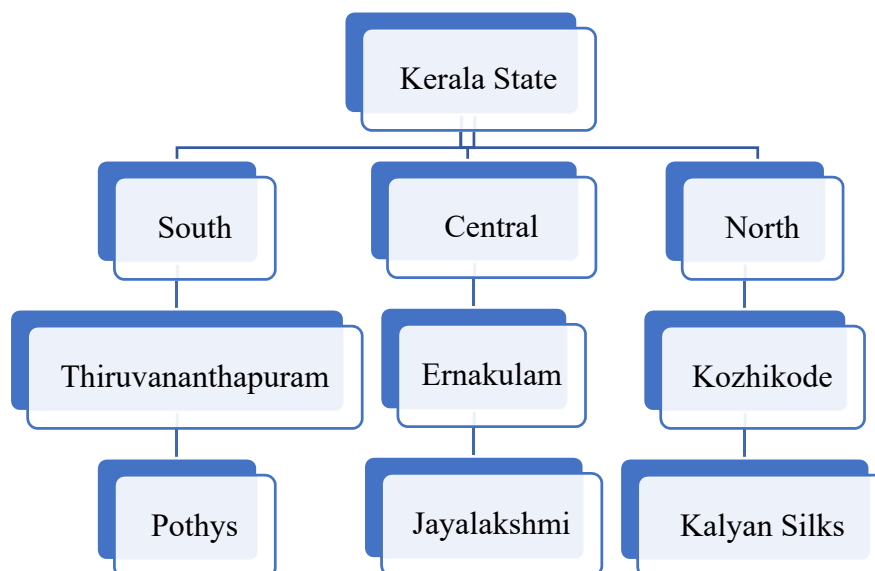 Kerala State
South
Central
North
Thiruvananthapuram
Ernakulam
Kozhikode
Pothys
Jayalakshmi
Kalyan Silks